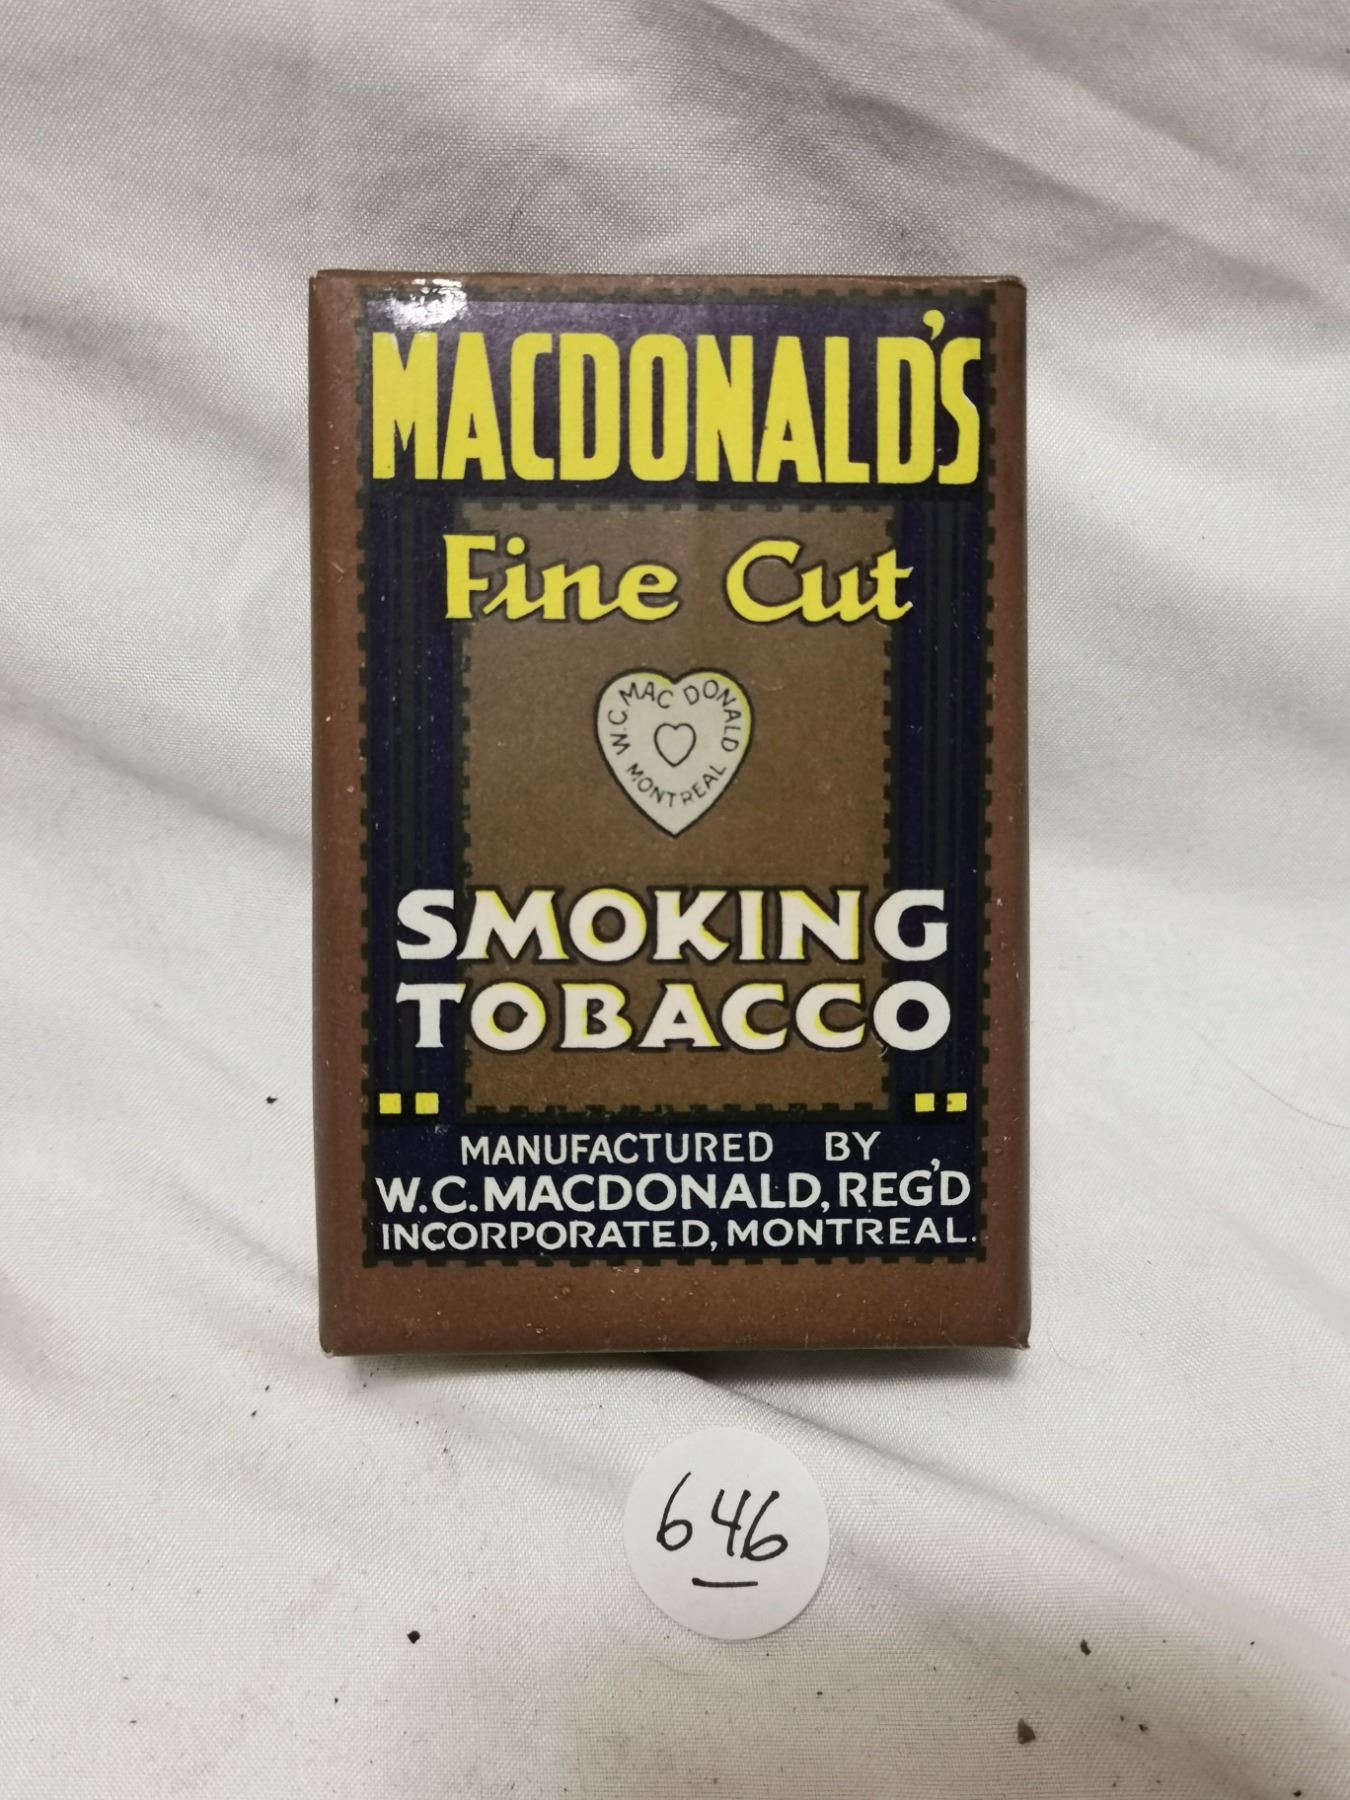 MACDONALD'S
Fine Cut
W.C. MAC DONALD
MONTREAL
SMOKING
TOBACCO
MANUFACTURED BY
W.C. MACDONALD, REG'D
INCORPORATED, MONTREAL.
646